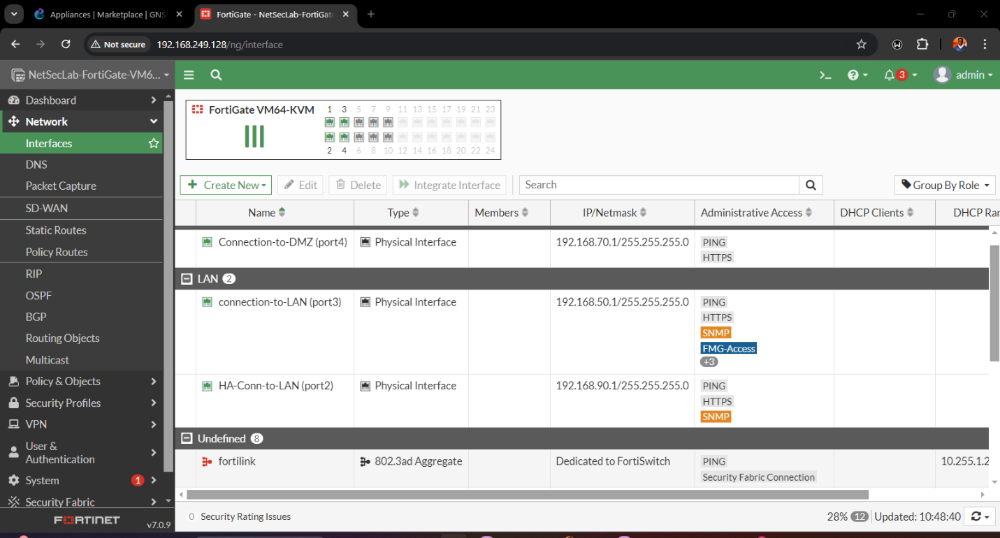 Appliances | Marketplace | GNS
FortiGate - NetSecLab-FortiGate
Not secure 192.168.249.128/ng/interface
NetSecLab-FortiGate-VM6...
>_
?
3
admin
Dashboard
Network
Interfaces
DNS
Packet Capture
SD-WAN
Static Routes
Policy Routes
RIP
OSPF
BGP
Routing Objects
Multicast
Policy & Objects
Security Profiles
VPN
User &
Authentication
System 1
Security Fabric
FORTINET v7.0.9
FortiGate VM64-KVM
1 3 5 7 9 11 13 15 17 19 21 23
2 4 6 8 10 12 14 16 18 20 22 24
Create New Edit Delete Integrate Interface Search Group By Role
Name Type Members IP/Netmask Administrative Access DHCP Clients DHCP Ran
Connection-to-DMZ (port4) Physical Interface 192.168.70.1/255.255.255.0 PING
HTTPS
LAN 2
connection-to-LAN (port3) Physical Interface 192.168.50.1/255.255.255.0 PING
HTTPS
SNMP
FMG-Access
+3
HA-Conn-to-LAN (port2) Physical Interface 192.168.90.1/255.255.255.0 PING
HTTPS
SNMP
Undefined 8
fortilink 802.3ad Aggregate Dedicated to FortiSwitch PING 10.255.1.2
Security Fabric Connection
0 Security Rating Issues 28% 12 Updated: 10:48:40